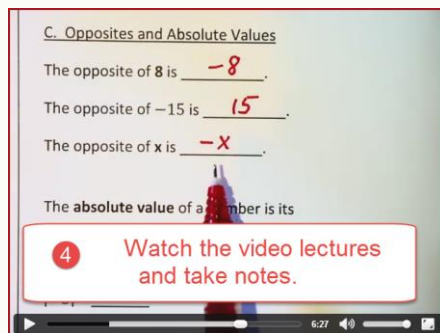 C. Opposites and Absolute Values
The opposite of 8 is −8.
The opposite of −15 is 15.
The opposite of x is −x.
The absolute value of a number is its
4 Watch the video lectures
and take notes.
6:27